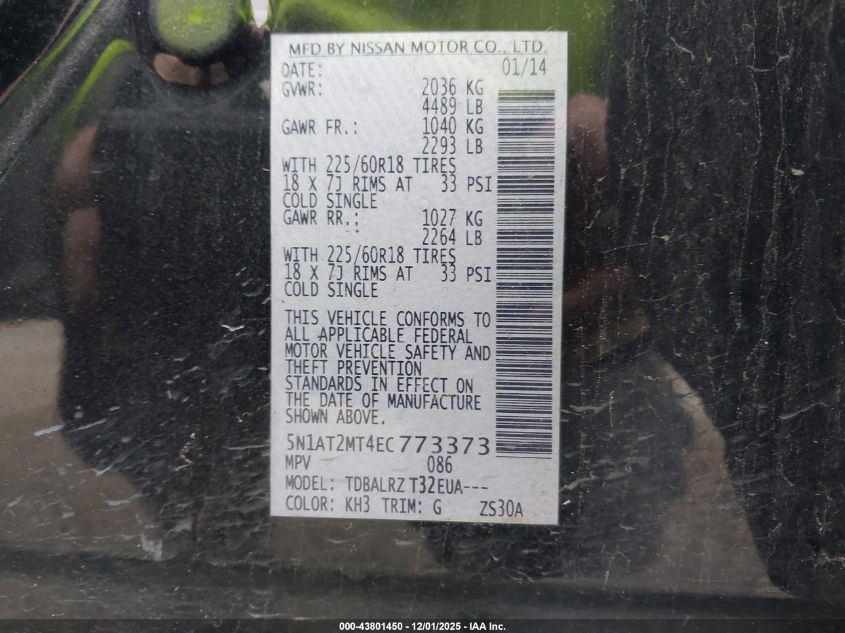 MFD BY NISSAN MOTOR CO., LTD.
DATE: 01/14
GVWR: 2036 KG
4489 LB
GAWR FR.: 1040 KG
2293 LB
WITH 225/60R18 TIRES
18 X 7J RIMS AT 33 PSI
COLD SINGLE
GAWR RR.: 1027 KG
2264 LB
WITH 225/60R18 TIRES
18 X 7J RIMS AT 33 PSI
COLD SINGLE
THIS VEHICLE CONFORMS TO
ALL APPLICABLE FEDERAL
MOTOR VEHICLE SAFETY AND
THEFT PREVENTION
STANDARDS IN EFFECT ON
THE DATE OF MANUFACTURE
SHOWN ABOVE.
5N1AT2MT4EC773373
MPV 086
MODEL: TDBALRZ T32EUA---
COLOR: KH3 TRIM: G ZS30A
000-43801450 - 12/01/2025 - IAA Inc.